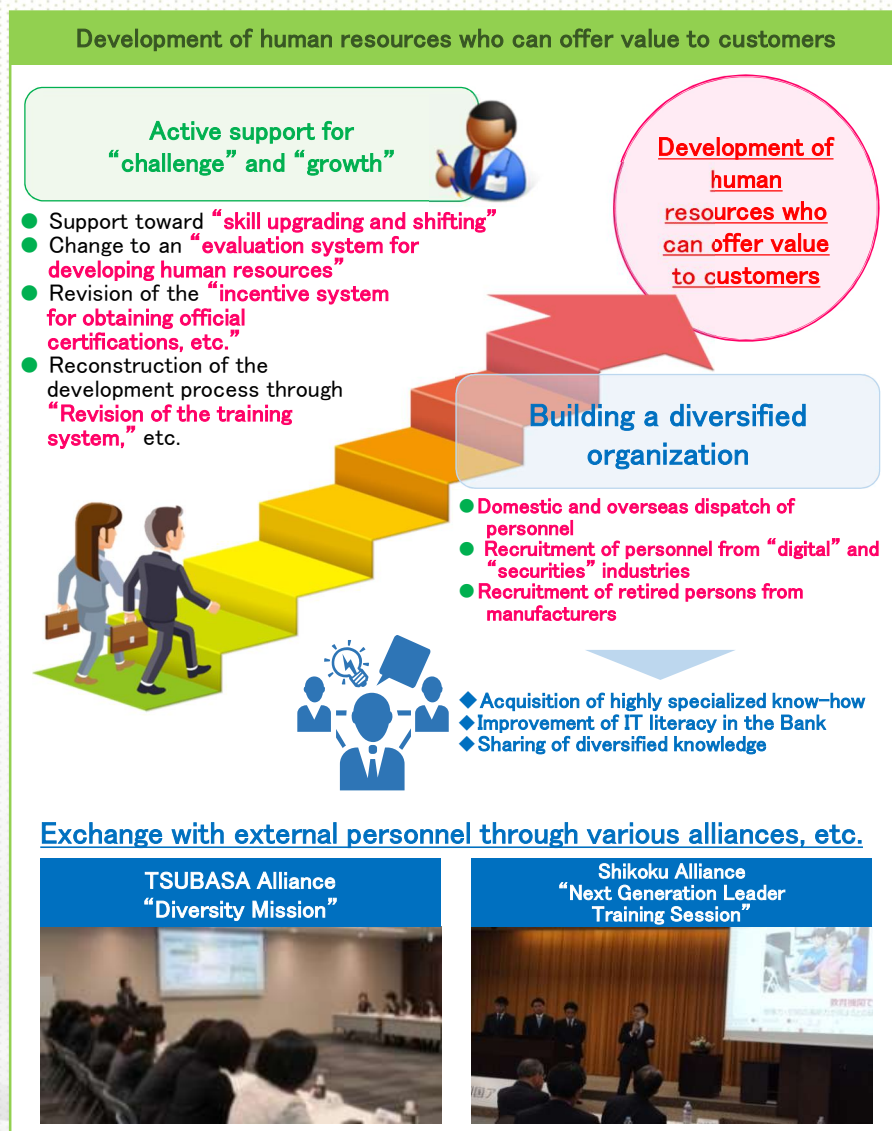 Development of human resources who can offer value to customers
Active support for
“challenge” and “growth”
● Support toward “skill upgrading and shifting”
● Change to an “evaluation system for
developing human resources”
● Revision of the “incentive system
for obtaining official
certifications, etc.”
● Reconstruction of the
development process through
“Revision of the training
system,” etc.
Development of
human
resources who
can offer value
to customers
Building a diversified
organization
● Domestic and overseas dispatch of
personnel
● Recruitment of personnel from “digital” and
“securities” industries
● Recruitment of retired persons from
manufacturers
◆ Acquisition of highly specialized know-how
◆ Improvement of IT literacy in the Bank
◆ Sharing of diversified knowledge
Exchange with external personnel through various alliances, etc.
TSUBASA Alliance
“Diversity Mission”
Shikoku Alliance
“Next Generation Leader
Training Session”
教育機関で